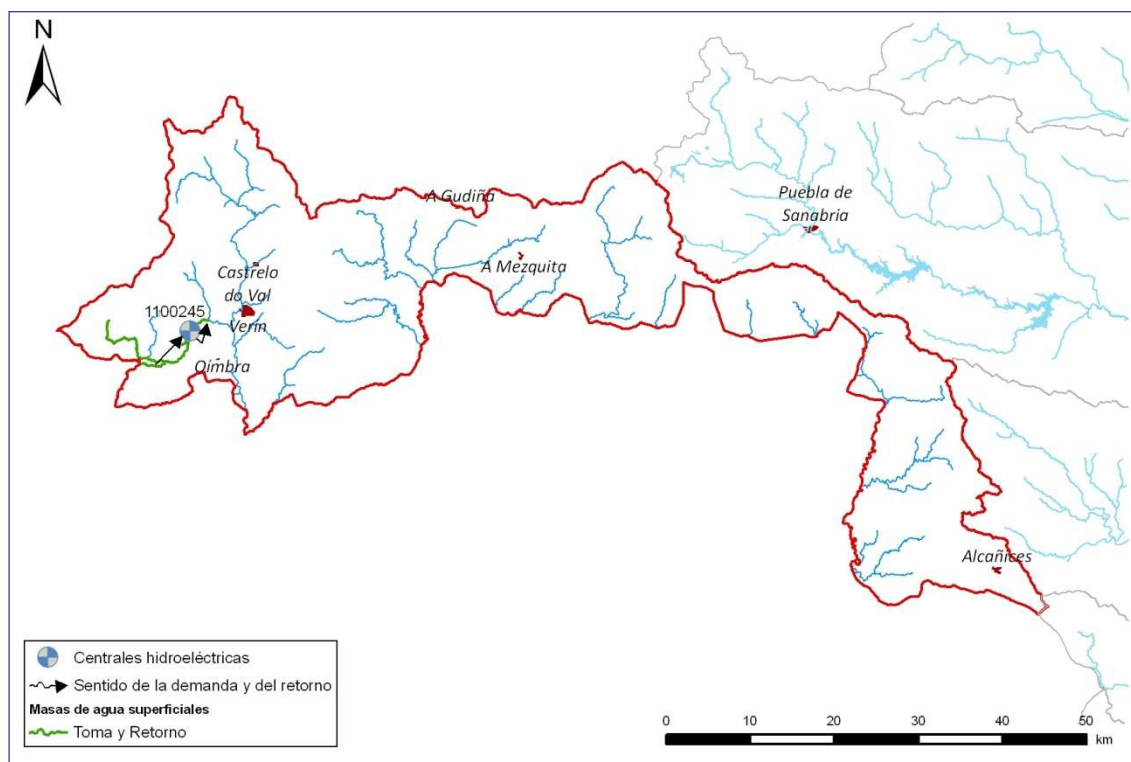 N
A Gudiña
Puebla de
Sanabria
A Mezquita
Castrelo
do Val
1100245
Verín
Oímbra
Alcañices
Centrales hidroeléctricas
Sentido de la demanda y del retorno
Masas de agua superficiales
Toma y Retorno
0 10 20 30 40 50
km